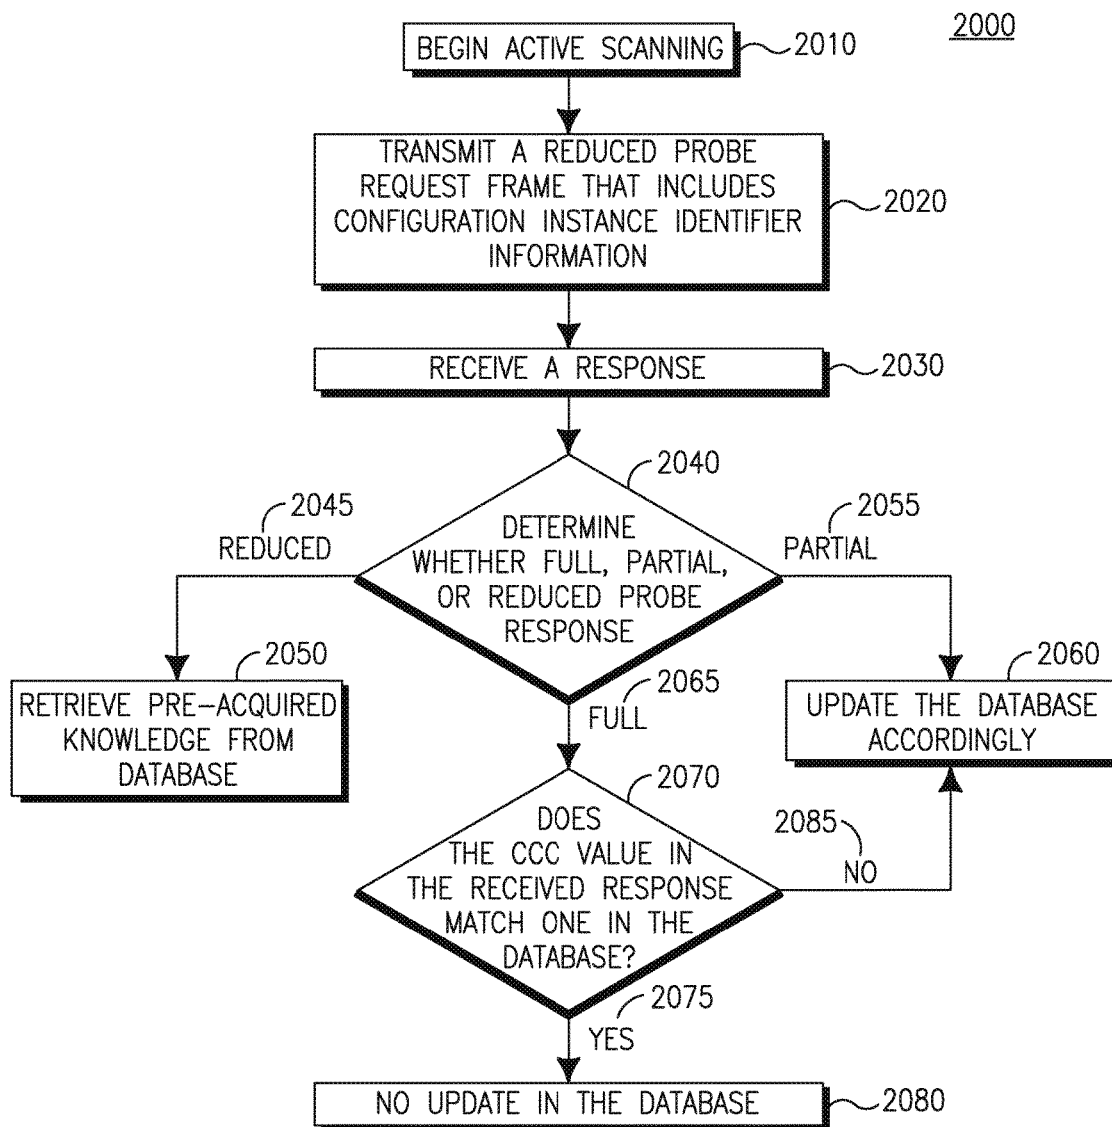 2000
BEGIN ACTIVE SCANNING
2010
TRANSMIT A REDUCED PROBE
REQUEST FRAME THAT INCLUDES
CONFIGURATION INSTANCE IDENTIFIER
INFORMATION
2020
RECEIVE A RESPONSE
2030
2040
DETERMINE
WHETHER FULL, PARTIAL,
OR REDUCED PROBE
RESPONSE
2045
REDUCED
2055
PARTIAL
2050
RETRIEVE PRE-ACQUIRED
KNOWLEDGE FROM
DATABASE
2065
FULL
2060
UPDATE THE DATABASE
ACCORDINGLY
2070
DOES
THE CCC VALUE IN
THE RECEIVED RESPONSE
MATCH ONE IN THE
DATABASE?
2085
NO
2075
YES
NO UPDATE IN THE DATABASE
2080